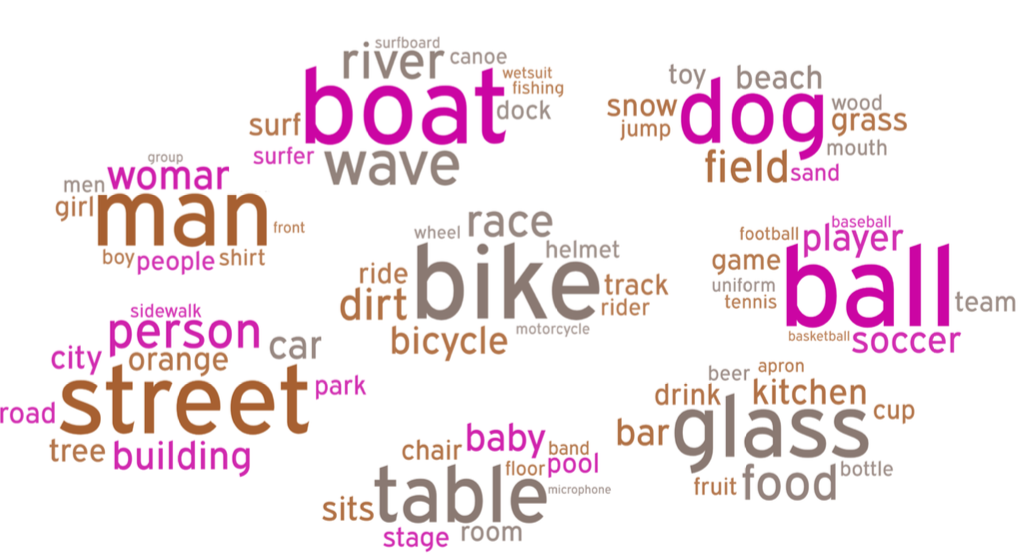 surfboard
river canoe
wetsuit
boat fishing
dock
surf
surfer wave
toy beach
snow dog wood
jump grass
mouth
field sand
group
men womar
girl man
front
boy people shirt
wheel race
helmet
ride bike track
dirt rider
bicycle motorcycle
baseball
football player
game ball
uniform
tennis team
basketball soccer
sidewalk
person car
city orange
street park
road
tree building
chair baby band
floor pool
table microphone
sits
stage room
beer apron
drink kitchen
cup
bar glass
bottle
fruit food